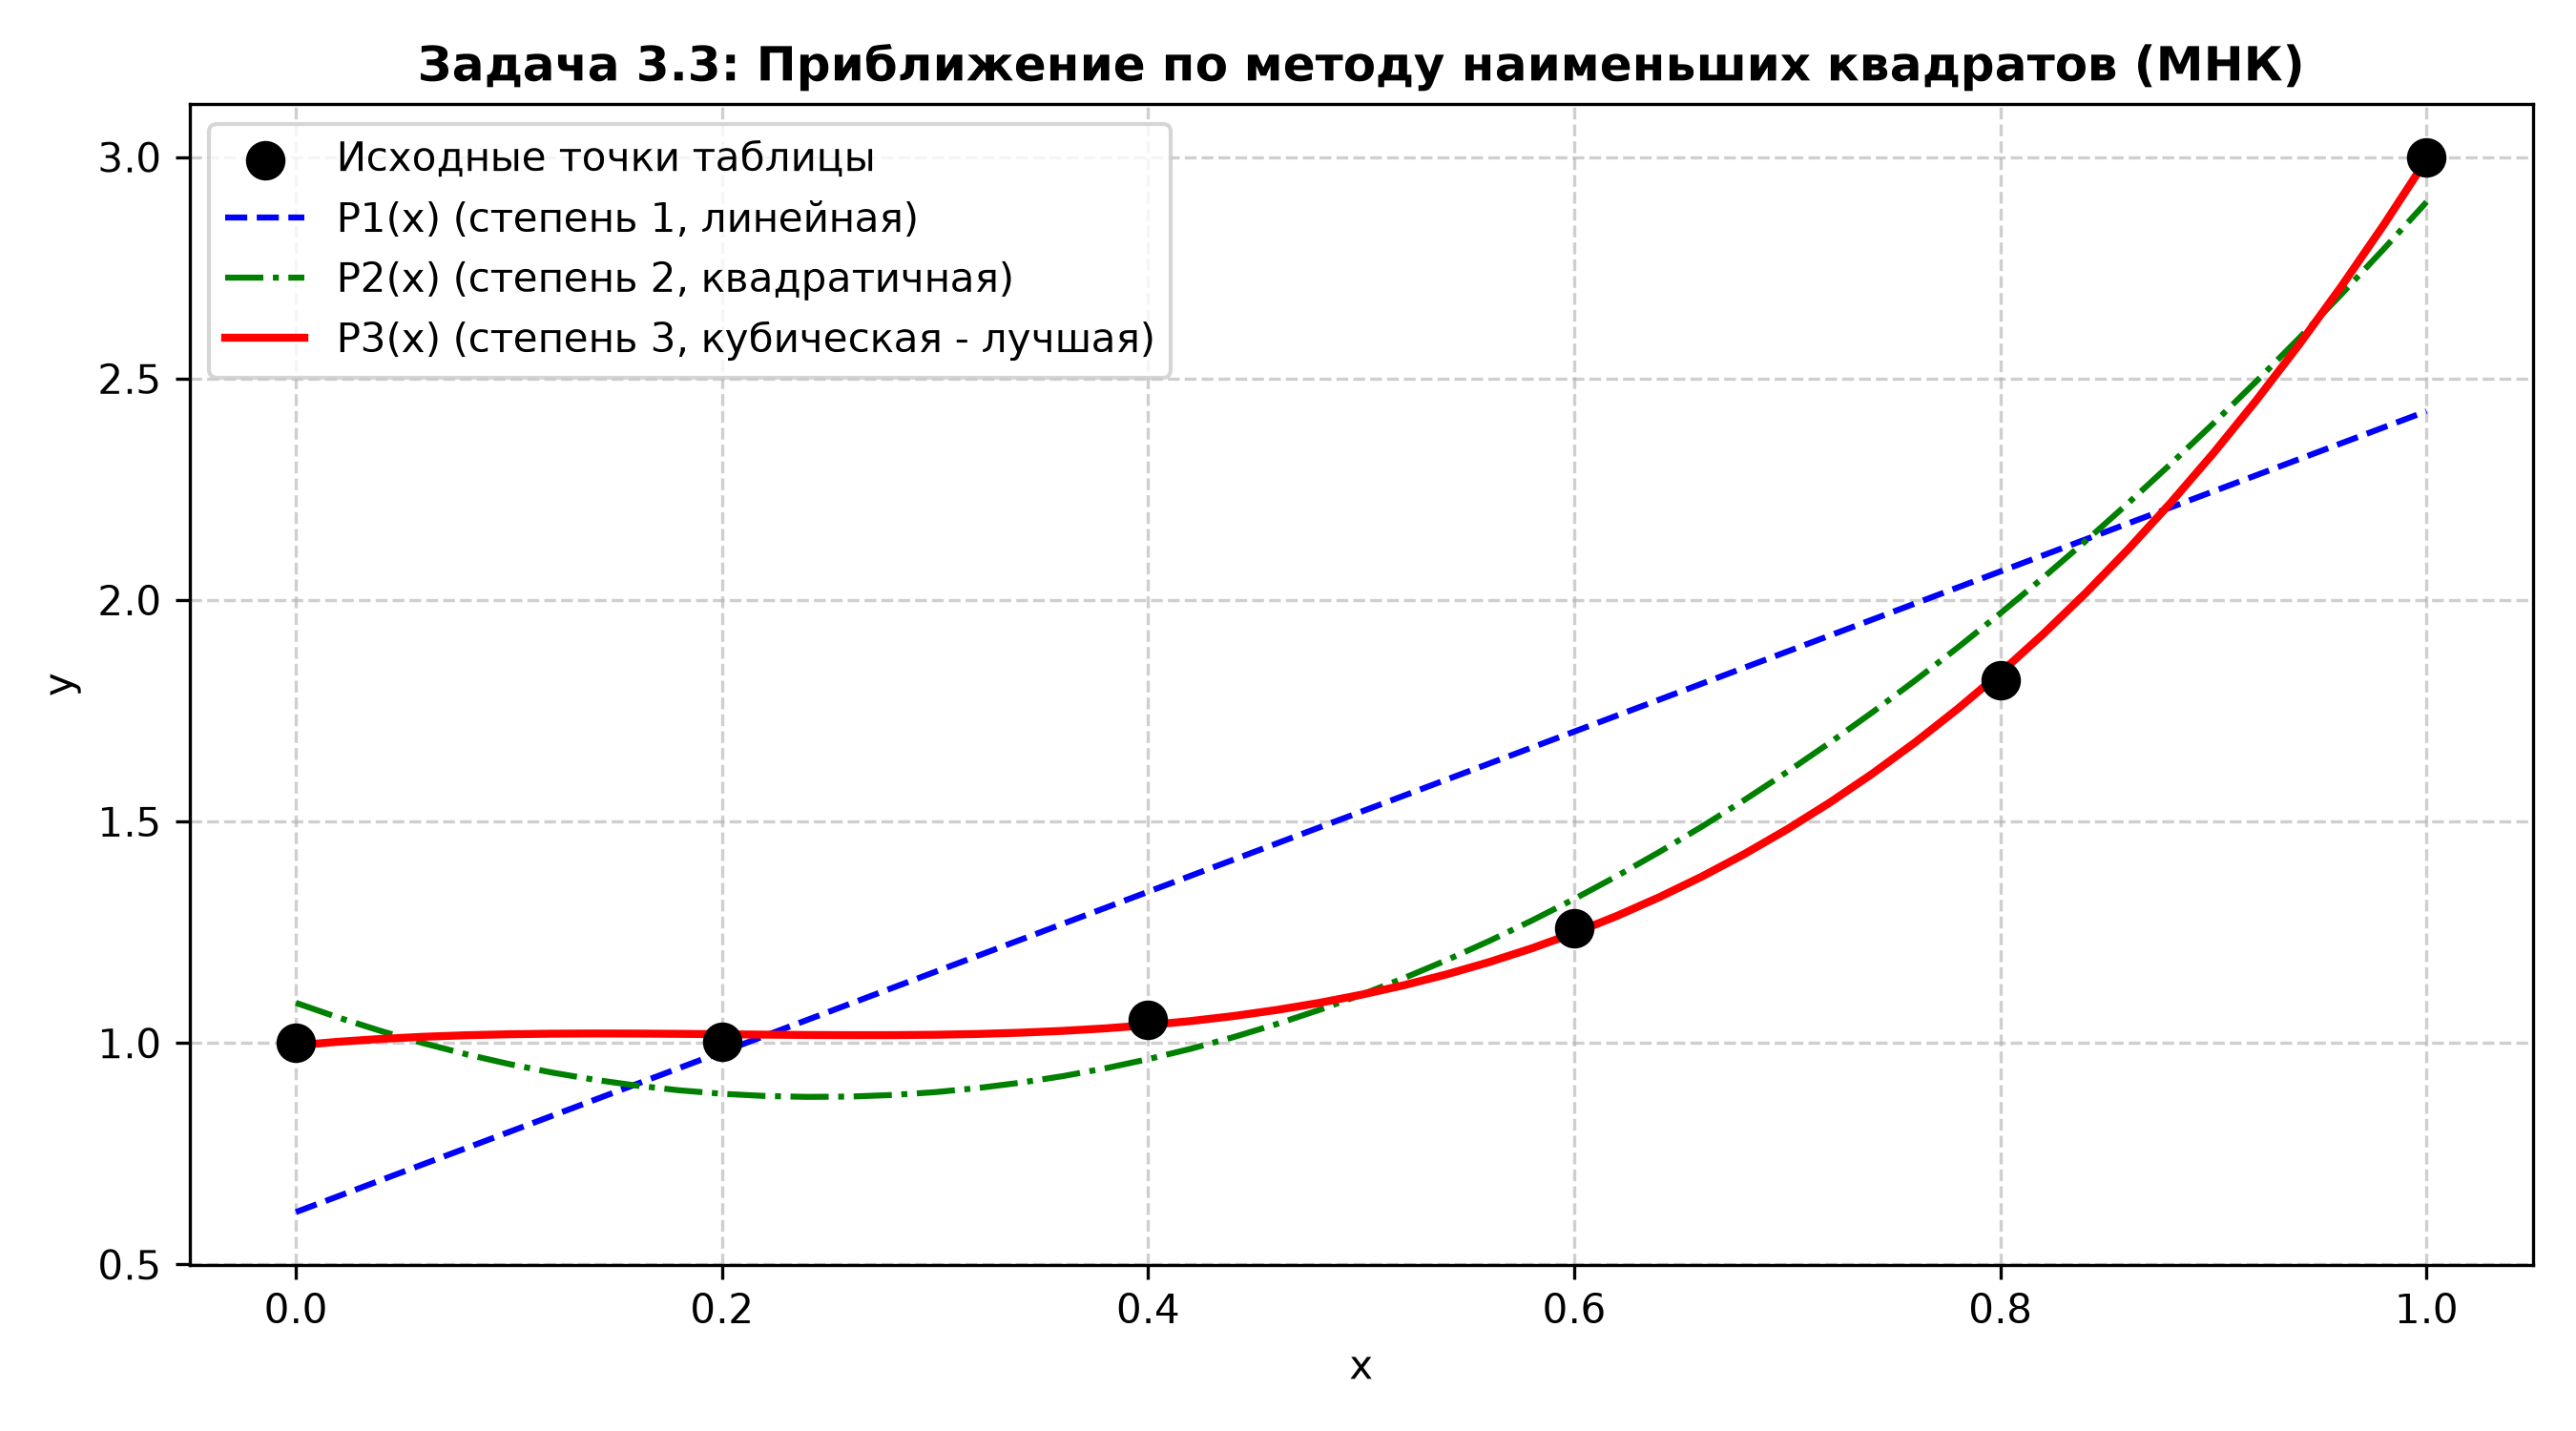 Задача 3.3: Приближение по методу наименьших квадратов (МНК)
Исходные точки таблицы
P1(x) (степень 1, линейная)
P2(x) (степень 2, квадратичная)
P3(x) (степень 3, кубическая - лучшая)
3.0
2.5
2.0
1.5
1.0
0.5
y
0.0 0.2 0.4 0.6 0.8 1.0
x